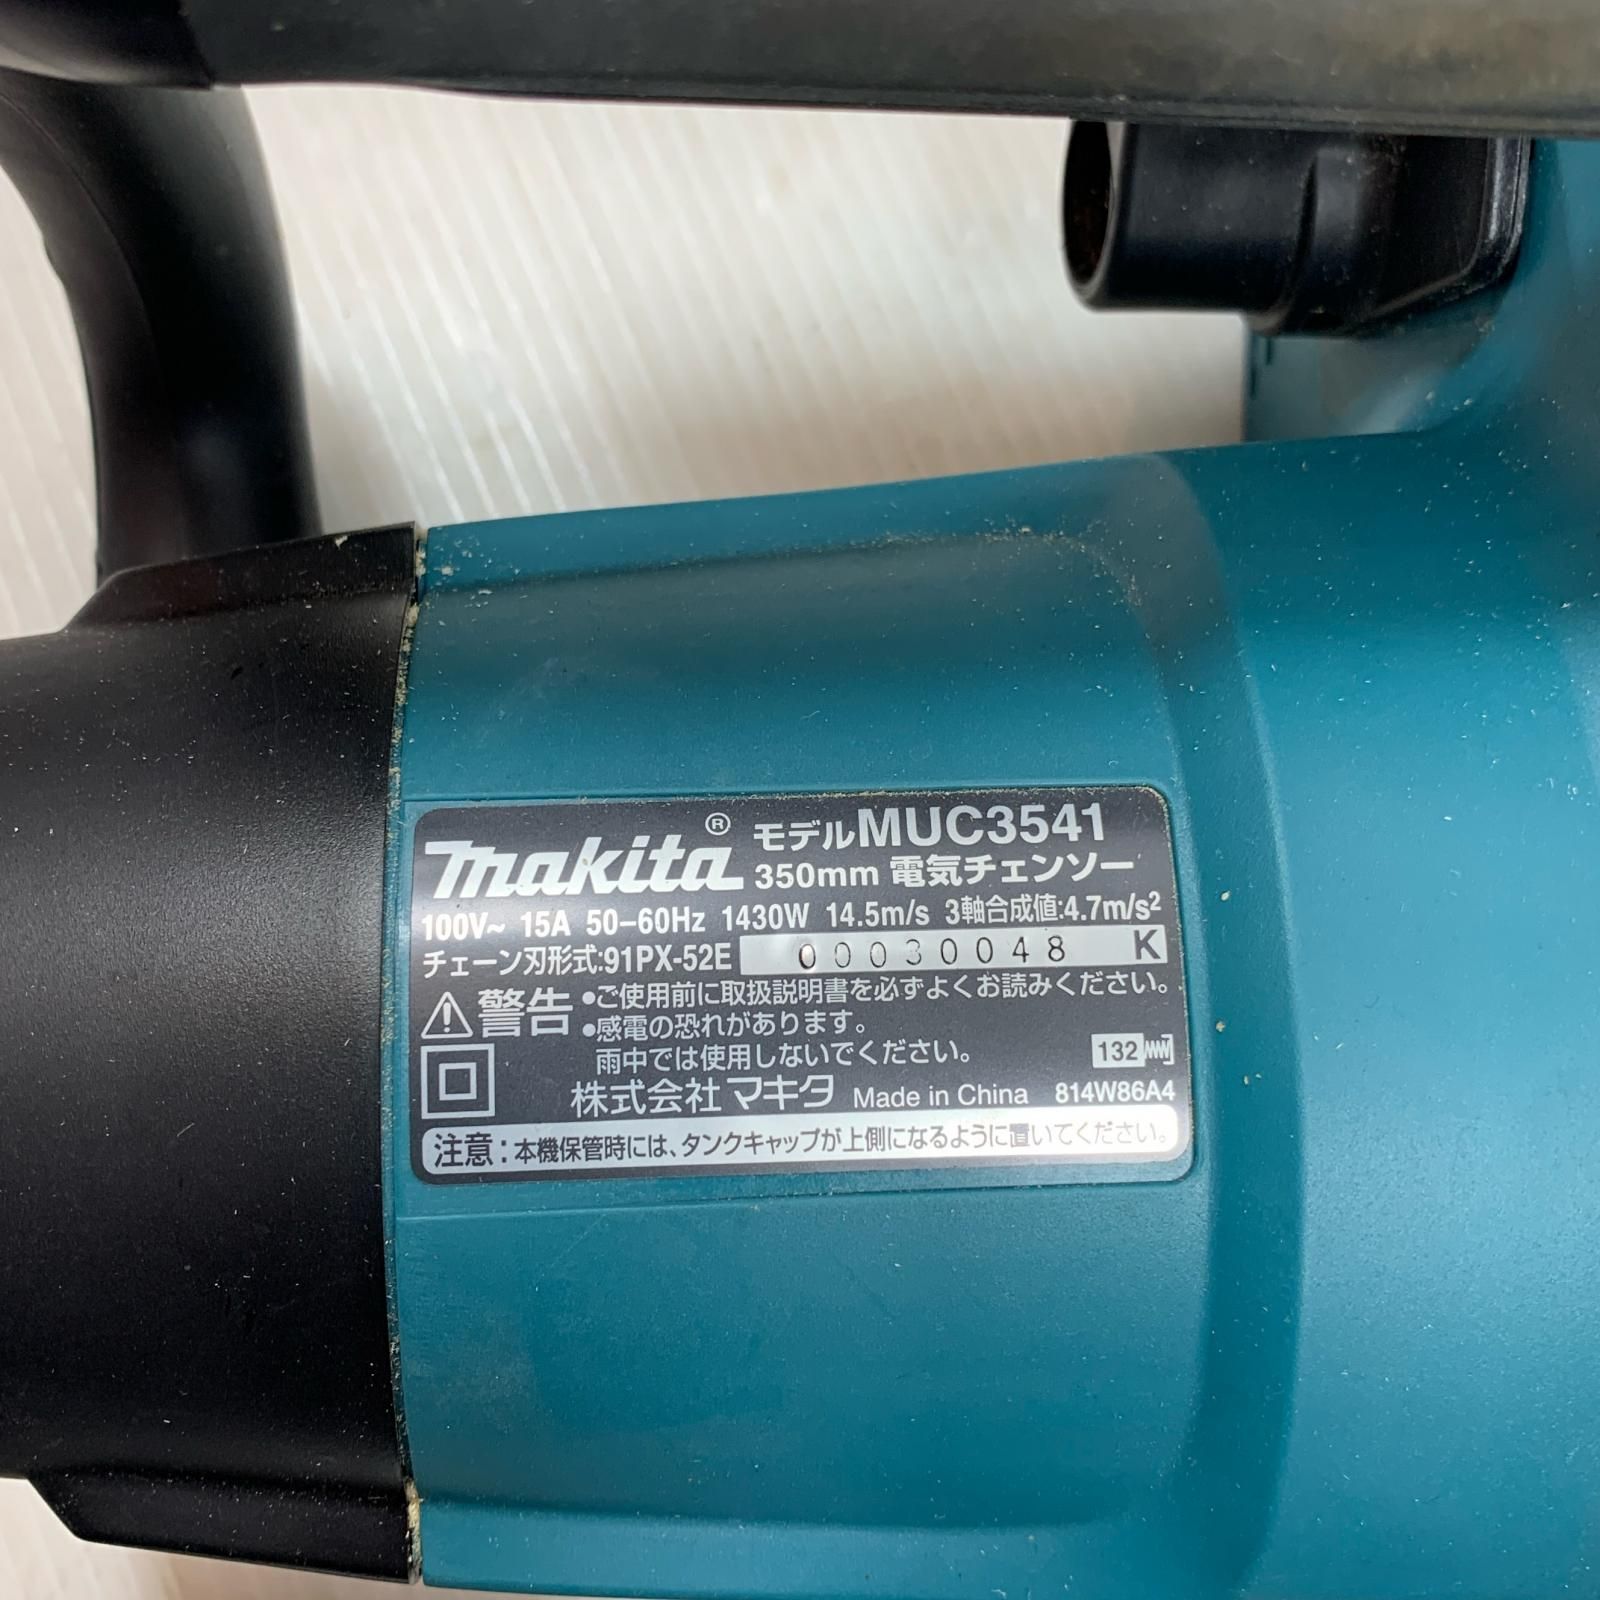 makita® モデルMUC3541
350mm 電気チェンソー
100V~ 15A 50-60Hz 1430W 14.5m/s 3軸合成値:4.7m/s²
チェーン刃形式:91PX-52E 00030048 K
⚠警告 •ご使用前に取扱説明書を必ずよくお読みください。
•感電の恐れがあります。
雨中では使用しないでください。
132
株式会社マキタ Made in China 814W86A4
注意:本機保管時には、タンクキャップが上側になるように置いてください。